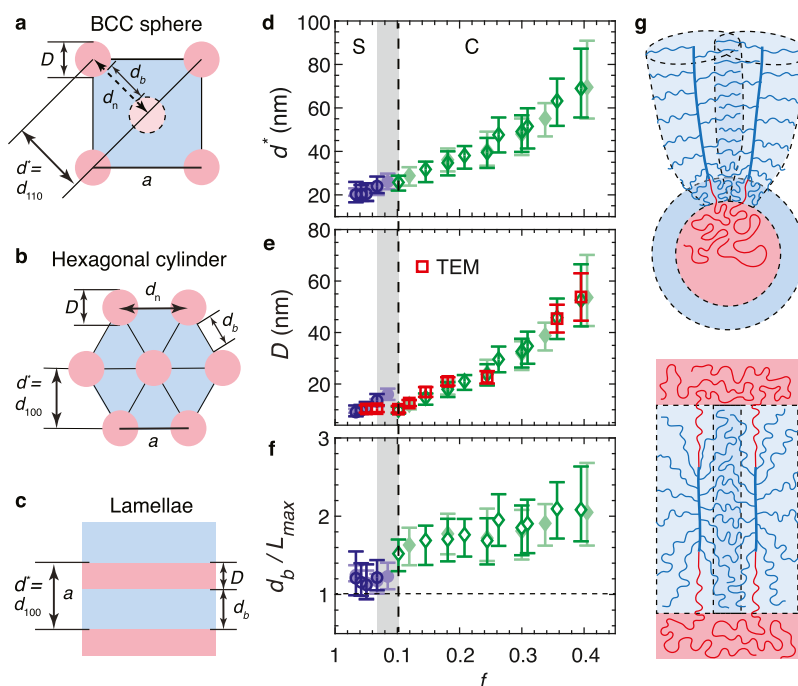 a
BCC sphere
D
d_b
d_n
d* =
d_110
a
b
Hexagonal cylinder
D
d_n
d_b
d* =
d_100
a
c
Lamellae
d* =
d_100
a
D
d_b
d
d* (nm)
100
80
60
40
20
S
C
e
D (nm)
80
60
40
20
TEM
f
d_b / L_max
3
2
1
1
0.1
0.2
0.3
0.4
f
g